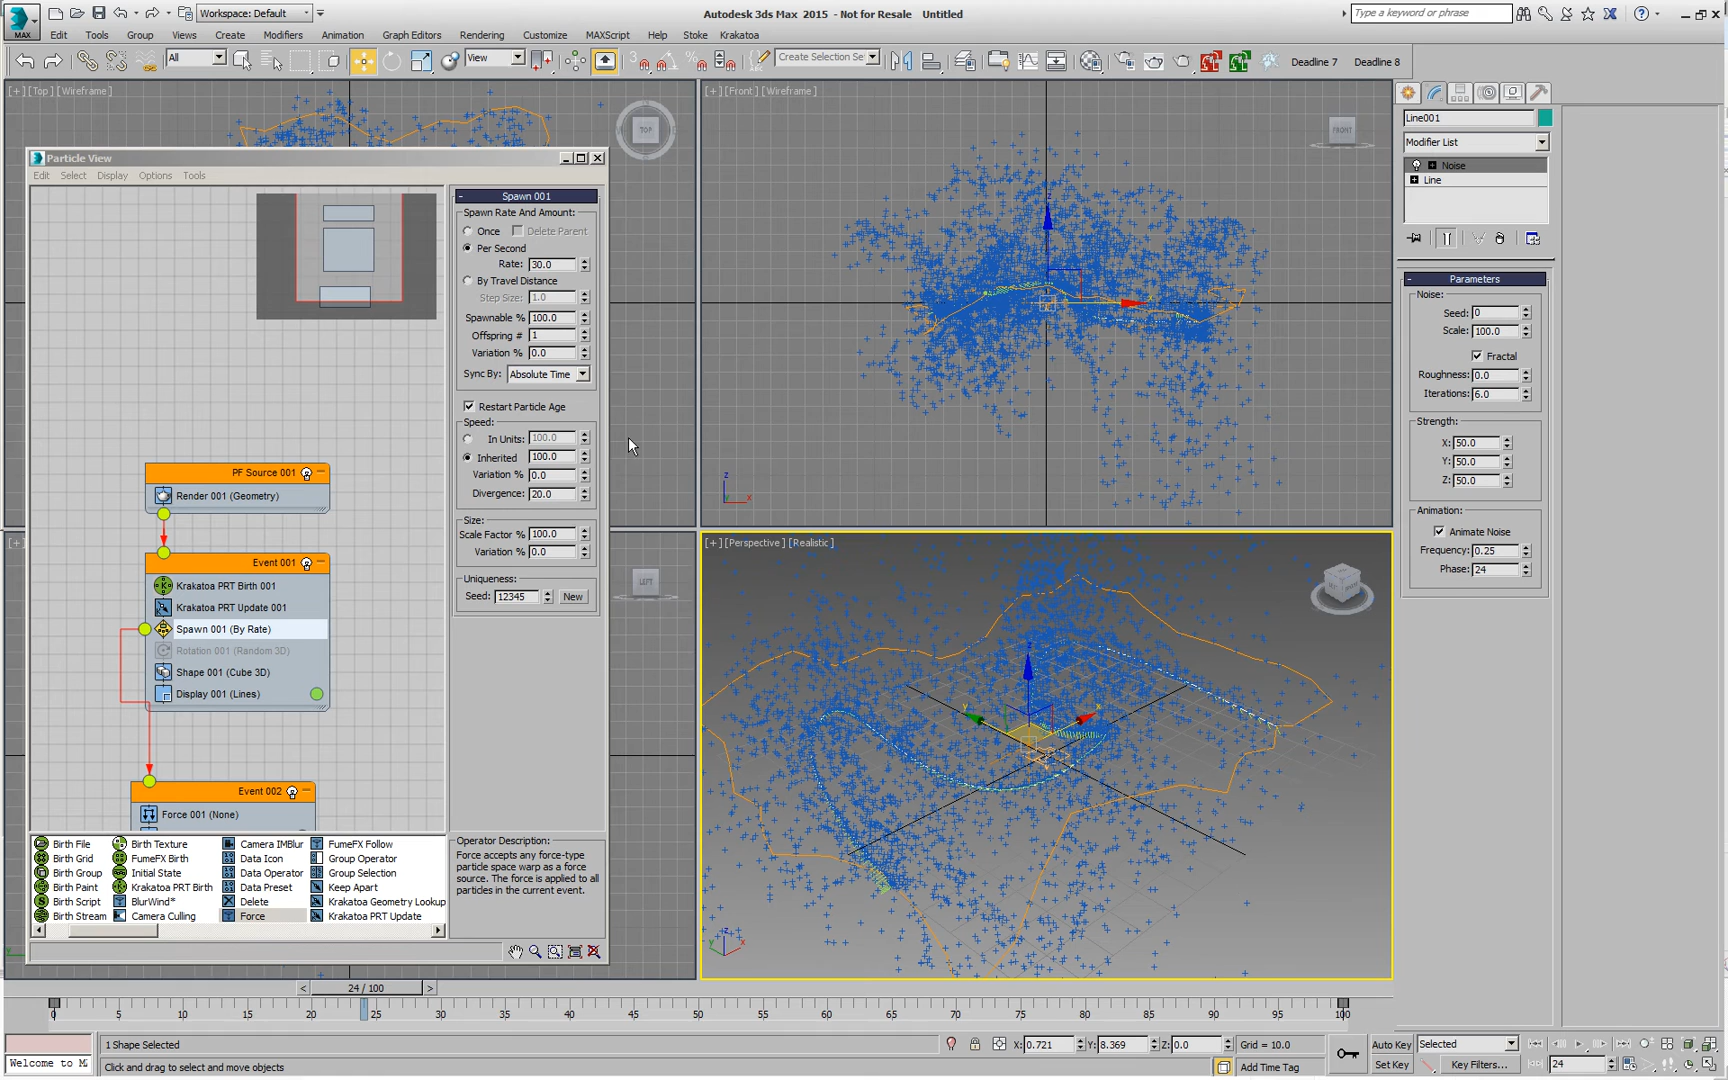 Workspace: Default
Autodesk 3ds Max 2015 - Not for Resale Untitled
Type a keyword or phrase
MAX
Edit Tools Group Views Create Modifiers Animation Graph Editors Rendering Customize MAXScript Help Stoke Krakatoa
All
View
Create Selection Se
Deadline 7 Deadline 8
[+] [Top] [Wireframe]
TOP
[+] [Front] [Wireframe]
FRONT
Line001
Modifier List
Noise
Line
Parameters
Noise:
Seed: 0
Scale: 100.0
Fractal
Roughness: 0.0
Iterations: 6.0
Strength:
X: 50.0
Y: 50.0
Z: 50.0
Animation:
Animate Noise
Frequency: 0.25
Phase: 24
Particle View
Edit Select Display Options Tools
Spawn 001
Spawn Rate And Amount:
Once Delete Parent
Per Second
Rate: 30.0
By Travel Distance
Step Size: 1.0
Spawnable % 100.0
Offspring # 1
Variation % 0.0
Sync By: Absolute Time
Restart Particle Age
Speed:
In Units: 100.0
Inherited 100.0
Variation % 0.0
Divergence: 20.0
Size:
Scale Factor % 100.0
Variation % 0.0
Uniqueness:
Seed: 12345 New
PF Source 001
Render 001 (Geometry)
Event 001
Krakatoa PRT Birth 001
Krakatoa PRT Update 001
Spawn 001 (By Rate)
Rotation 001 (Random 3D)
Shape 001 (Cube 3D)
Display 001 (Lines)
Event 002
Force 001 (None)
Birth File Birth Texture Camera IMBlur FumeFX Follow
Birth Grid FumeFX Birth Data Icon Group Operator
Birth Group Initial State Data Operator Group Selection
Birth Paint Krakatoa PRT Birth Data Preset Keep Apart
Birth Script BlurWind* Delete Krakatoa Geometry Lookup
Birth Stream Camera Culling Force Krakatoa PRT Update
Operator Description:
Force accepts any force-type
particle space warp as a force
source. The force is applied to all
particles in the current event.
LEFT
[+] [Perspective] [Realistic]
z
x
24 / 100
0 5 10 15 20 25 30 35 40 45 50 55 60 65 70 75 80 85 90 95 100
1 Shape Selected
X: 0.721 Y: 8.369 Z: 0.0 Grid = 10.0
Auto Key Selected
Welcome to M
Click and drag to select and move objects
Add Time Tag
Set Key Key Filters... 24